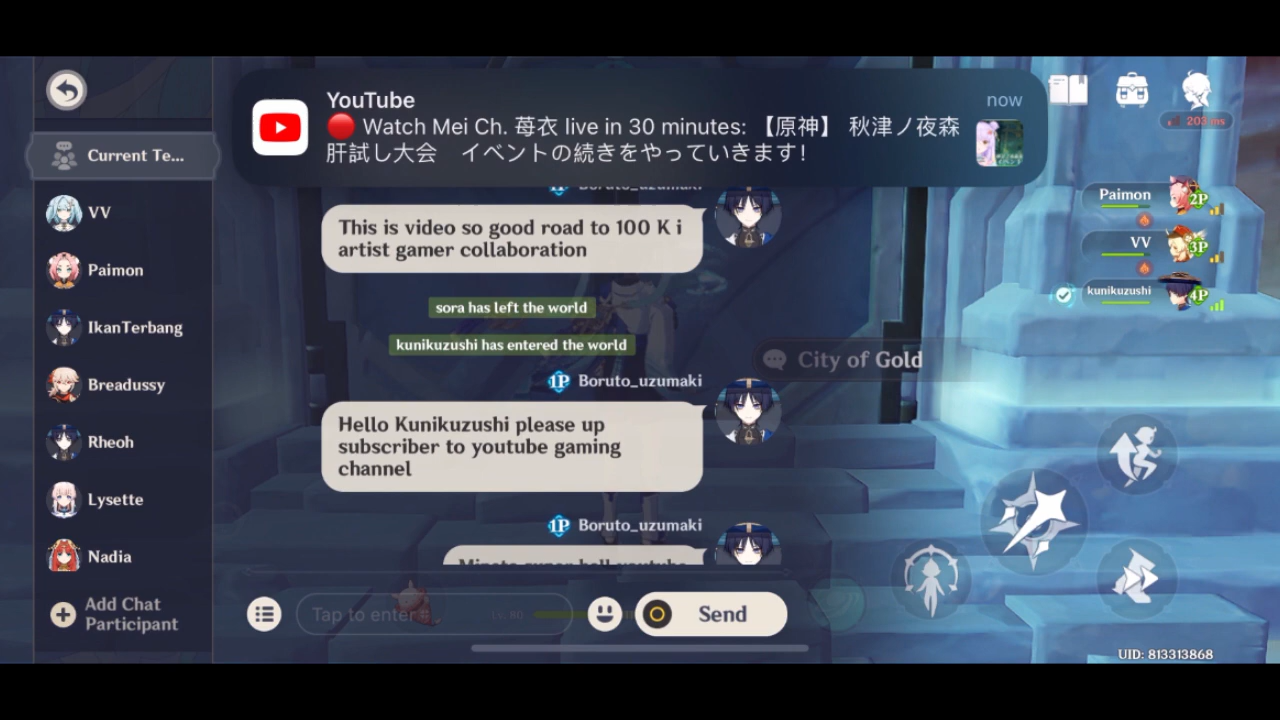 YouTube
now
🔴 Watch Mei Ch. 苺衣 live in 30 minutes: 【原神】 秋津ノ夜森
肝試し大会　イベントの続きをやっていきます!
203 ms
Current Te...
VV
Paimon
IkanTerbang
Breadussy
Rheoh
Lysette
Nadia
Add Chat
Participant
Boruto_uzumaki
This is video so good road to 100 K i
artist gamer collaboration
sora has left the world
kunikuzushi has entered the world
1P Boruto_uzumaki
Hello Kunikuzushi please up
subscriber to youtube gaming
channel
1P Boruto_uzumaki
Tap to enter
Lv. 80
Send
City of Gold
Paimon
2P
VV
3P
kunikuzushi
4P
UID: 813313868